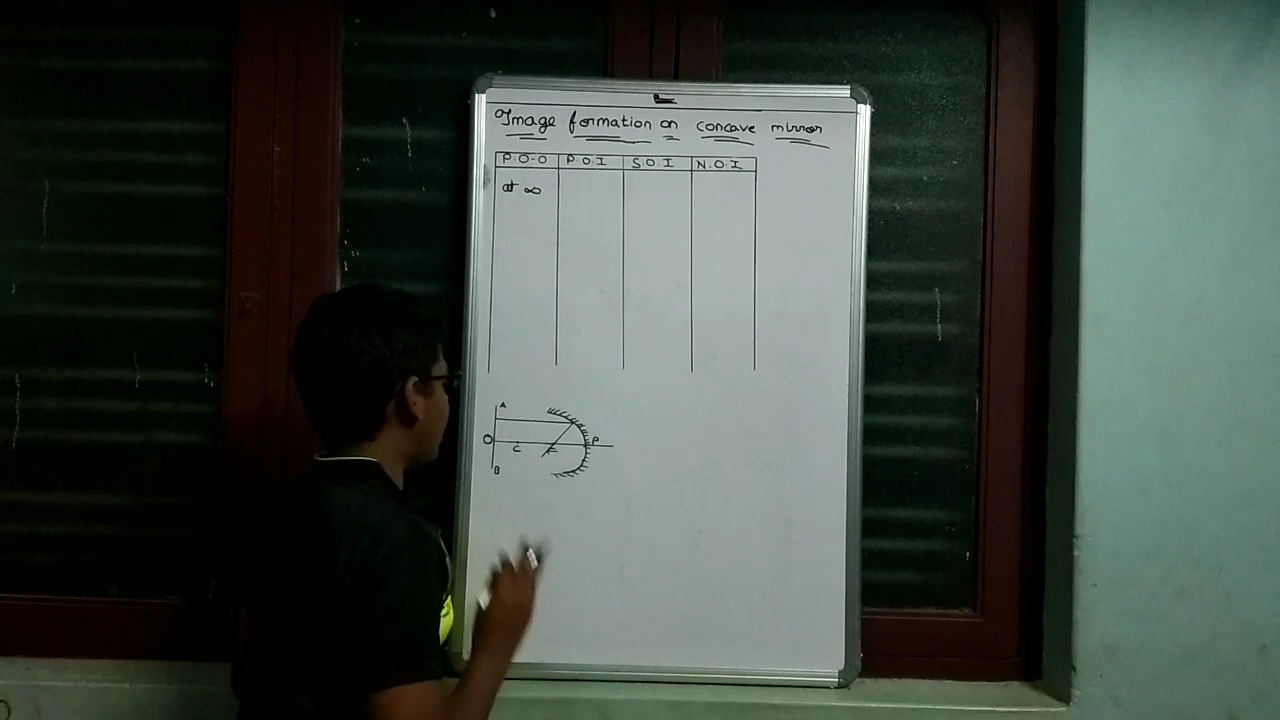 Image formation on concave mirror
P.O.O P.O.I S.O.I N.O.I
at ∞
A
O C F P
B